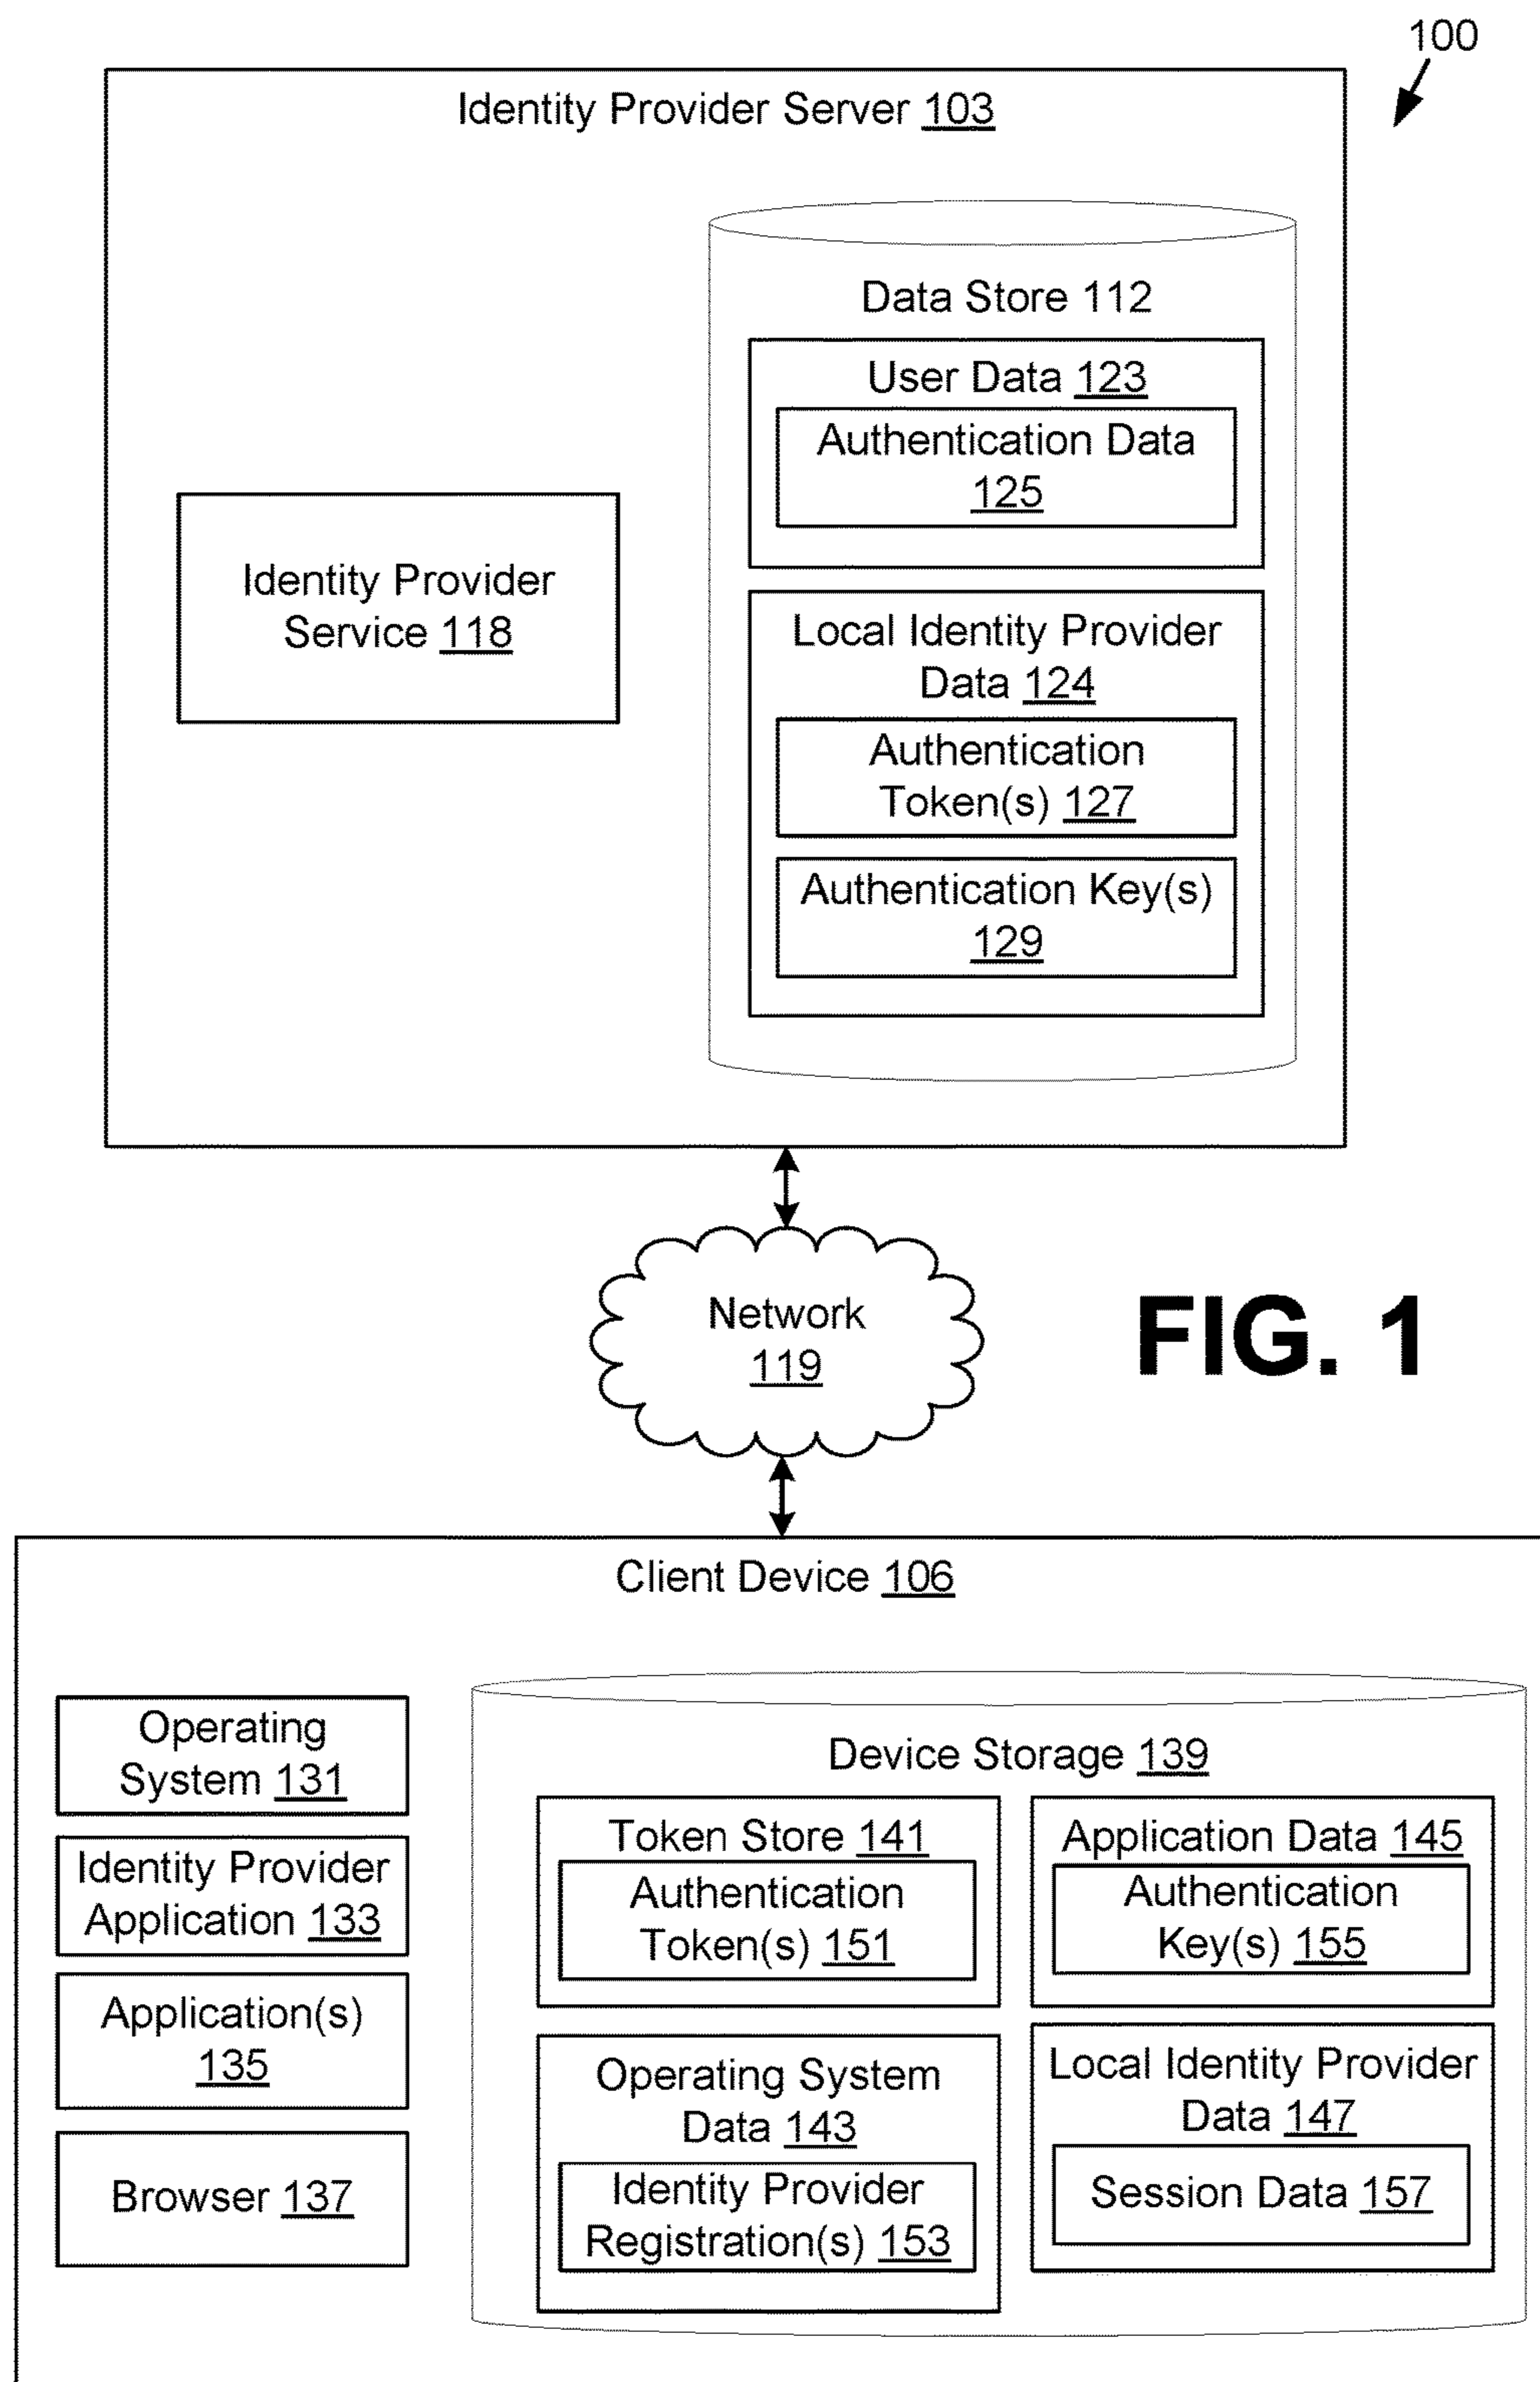 100
Identity Provider Server 103
Data Store 112
User Data 123
Authentication Data
125
Identity Provider
Service 118
Local Identity Provider
Data 124
Authentication
Token(s) 127
Authentication Key(s)
129
Network
119
FIG. 1
Client Device 106
Operating
System 131
Identity Provider
Application 133
Application(s)
135
Browser 137
Device Storage 139
Token Store 141
Authentication
Token(s) 151
Application Data 145
Authentication
Key(s) 155
Operating System
Data 143
Identity Provider
Registration(s) 153
Local Identity Provider
Data 147
Session Data 157